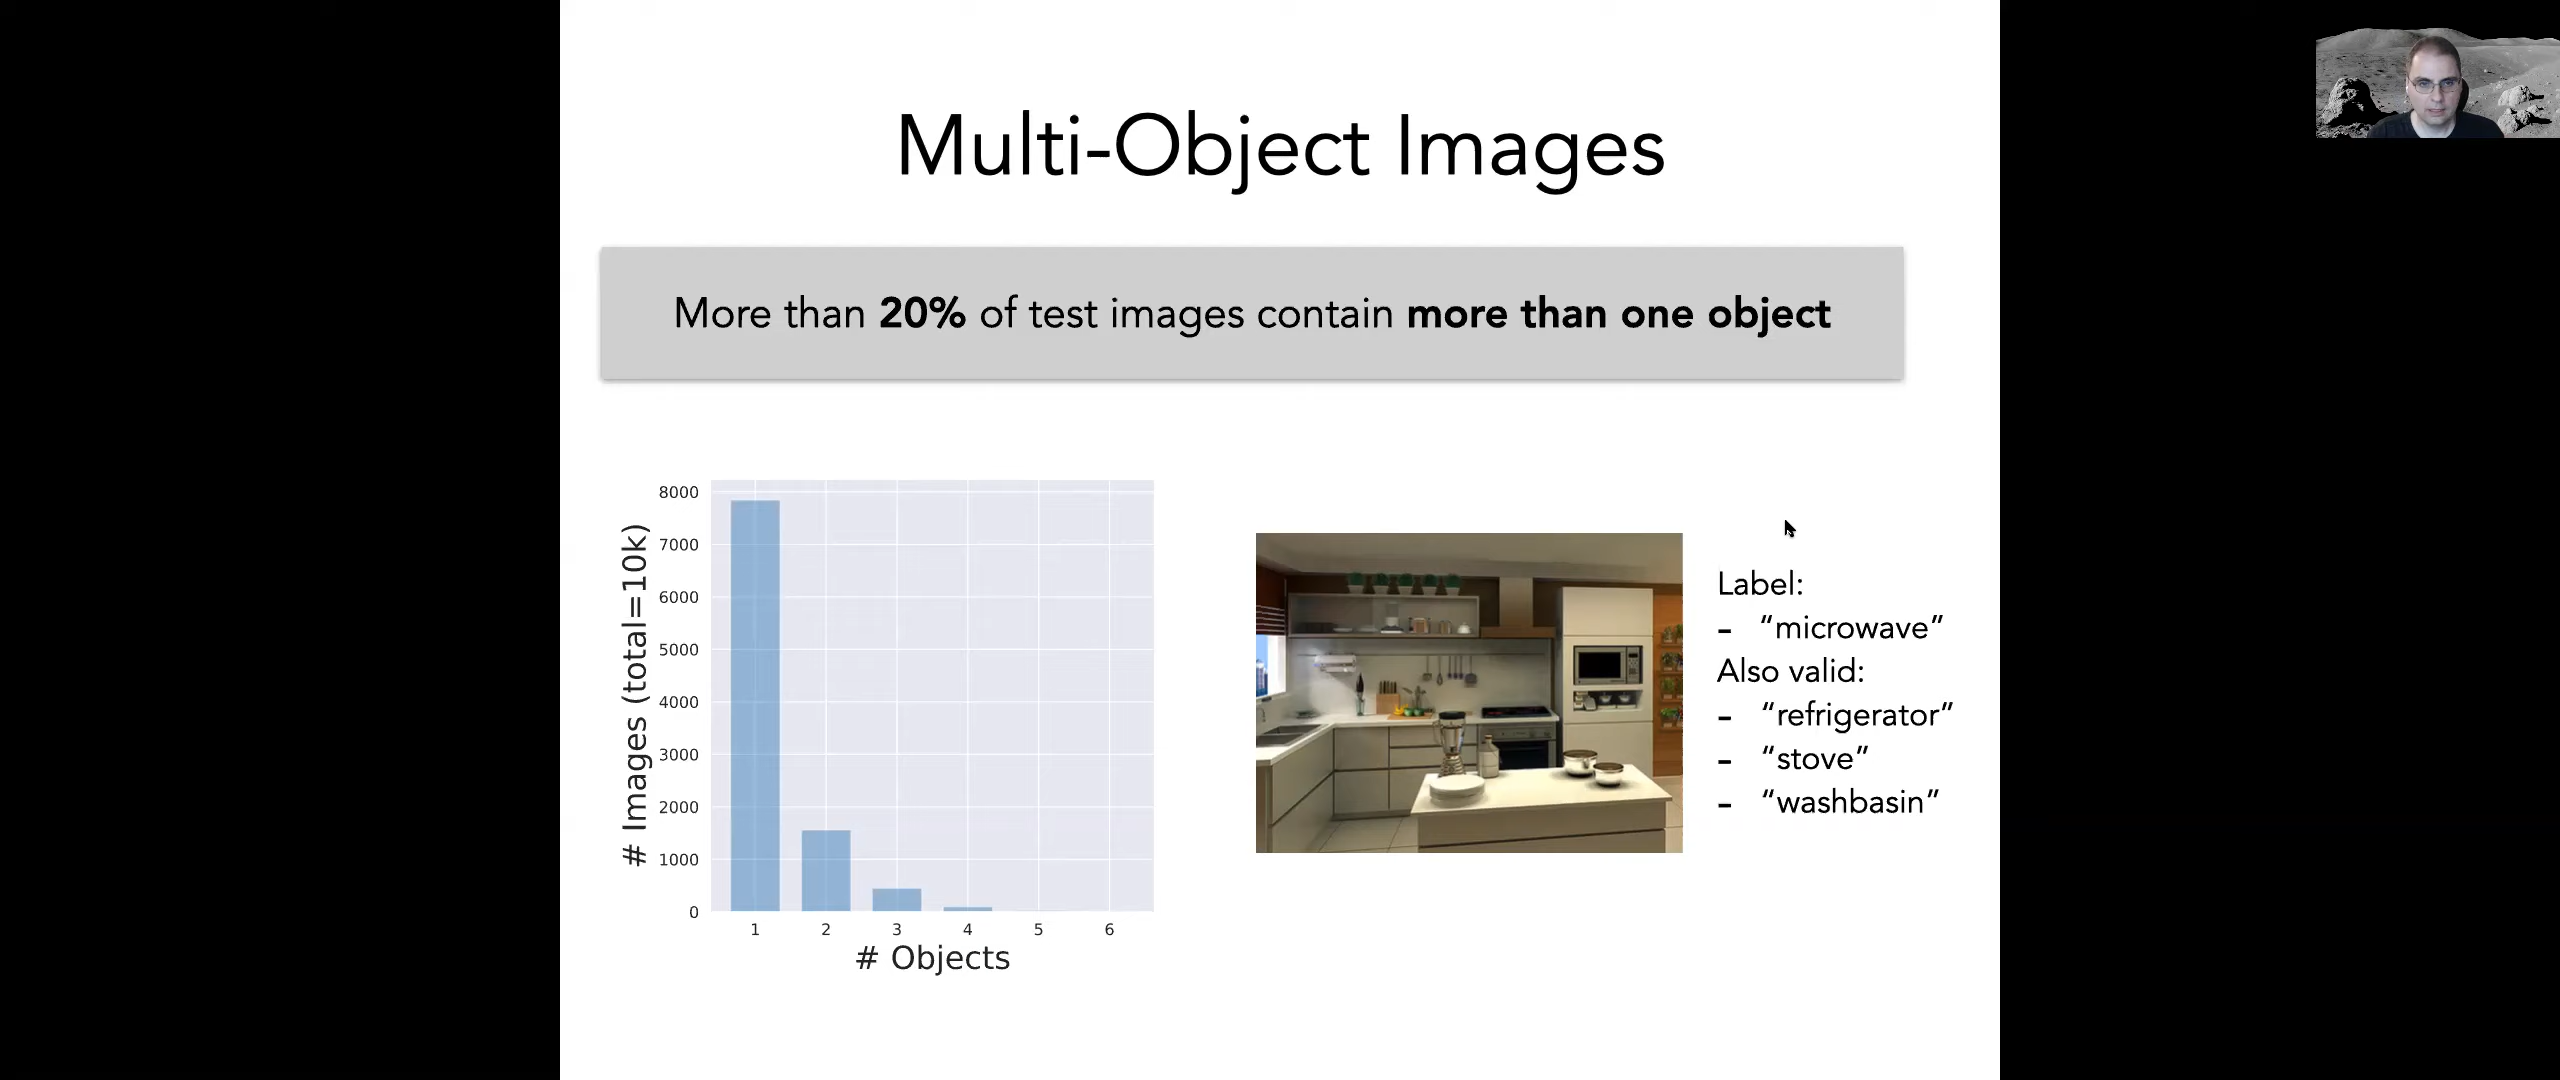 Multi-Object Images
More than 20% of test images contain more than one object
# Images (total=10k)
8000
7000
6000
5000
4000
3000
2000
1000
0
1 2 3 4 5 6
# Objects
Label:
- “microwave”
Also valid:
- “refrigerator”
- “stove”
- “washbasin”